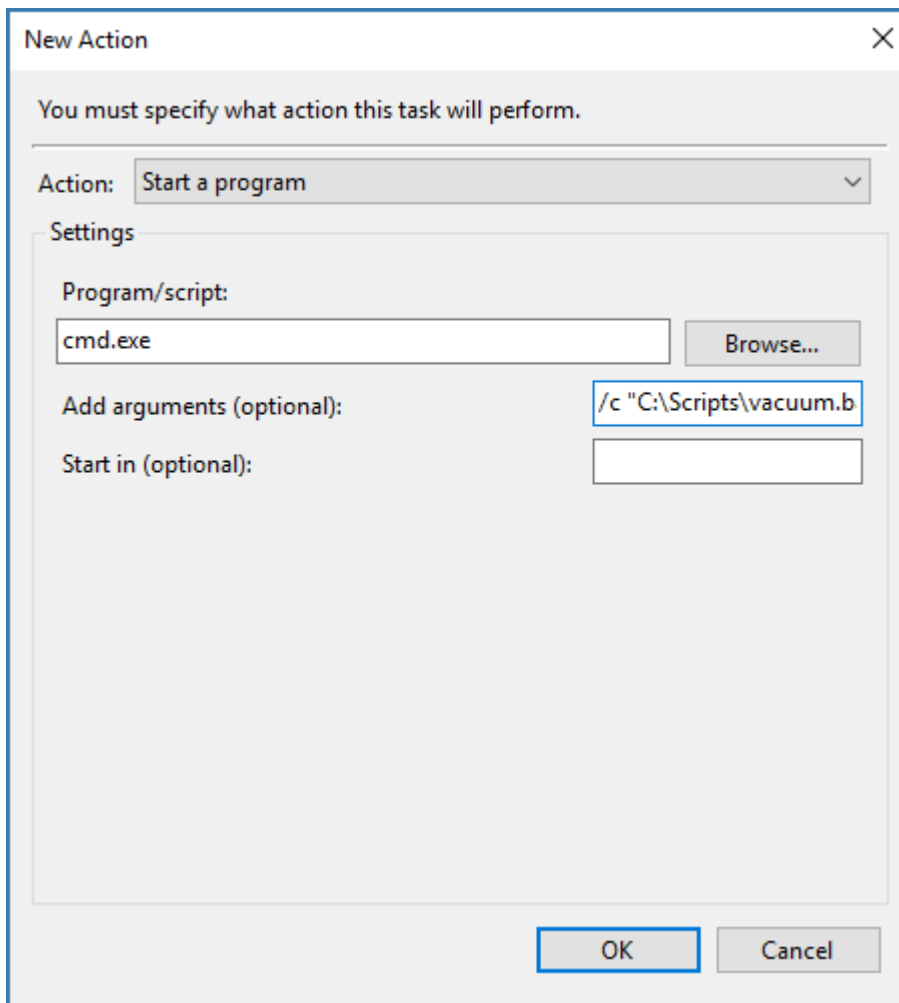 New Action
You must specify what action this task will perform.
Action: Start a program
Settings
Program/script:
cmd.exe Browse...
Add arguments (optional): /c "C:\Scripts\vacuum.b
Start in (optional):
OK Cancel